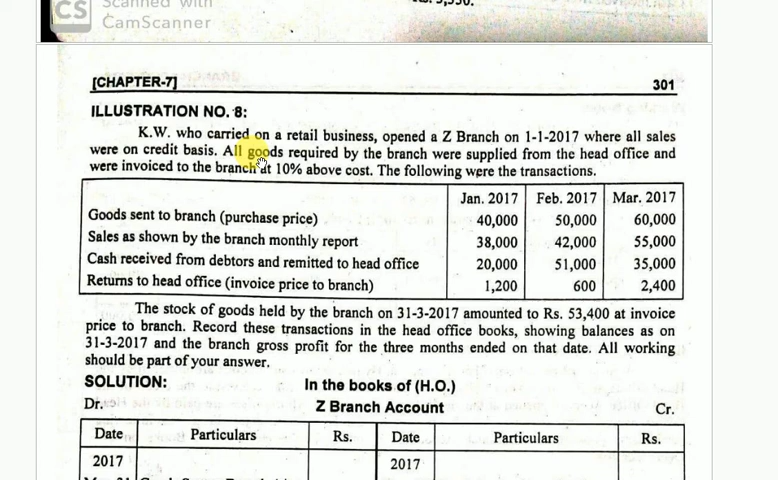 CS Scanned with
CamScanner
[CHAPTER-7] 301
ILLUSTRATION NO. 8:
K.W. who carried on a retail business, opened a Z Branch on 1-1-2017 where all sales
were on credit basis. All goods required by the branch were supplied from the head office and
were invoiced to the branch at 10% above cost. The following were the transactions.
Jan. 2017 Feb. 2017 Mar. 2017
Goods sent to branch (purchase price) 40,000 50,000 60,000
Sales as shown by the branch monthly report 38,000 42,000 55,000
Cash received from debtors and remitted to head office 20,000 51,000 35,000
Returns to head office (invoice price to branch) 1,200 600 2,400
The stock of goods held by the branch on 31-3-2017 amounted to Rs. 53,400 at invoice
price to branch. Record these transactions in the head office books, showing balances as on
31-3-2017 and the branch gross profit for the three months ended on that date. All working
should be part of your answer.
SOLUTION: In the books of (H.O.)
Dr. Z Branch Account Cr.
Date Particulars Rs. Date Particulars Rs.
2017 2017